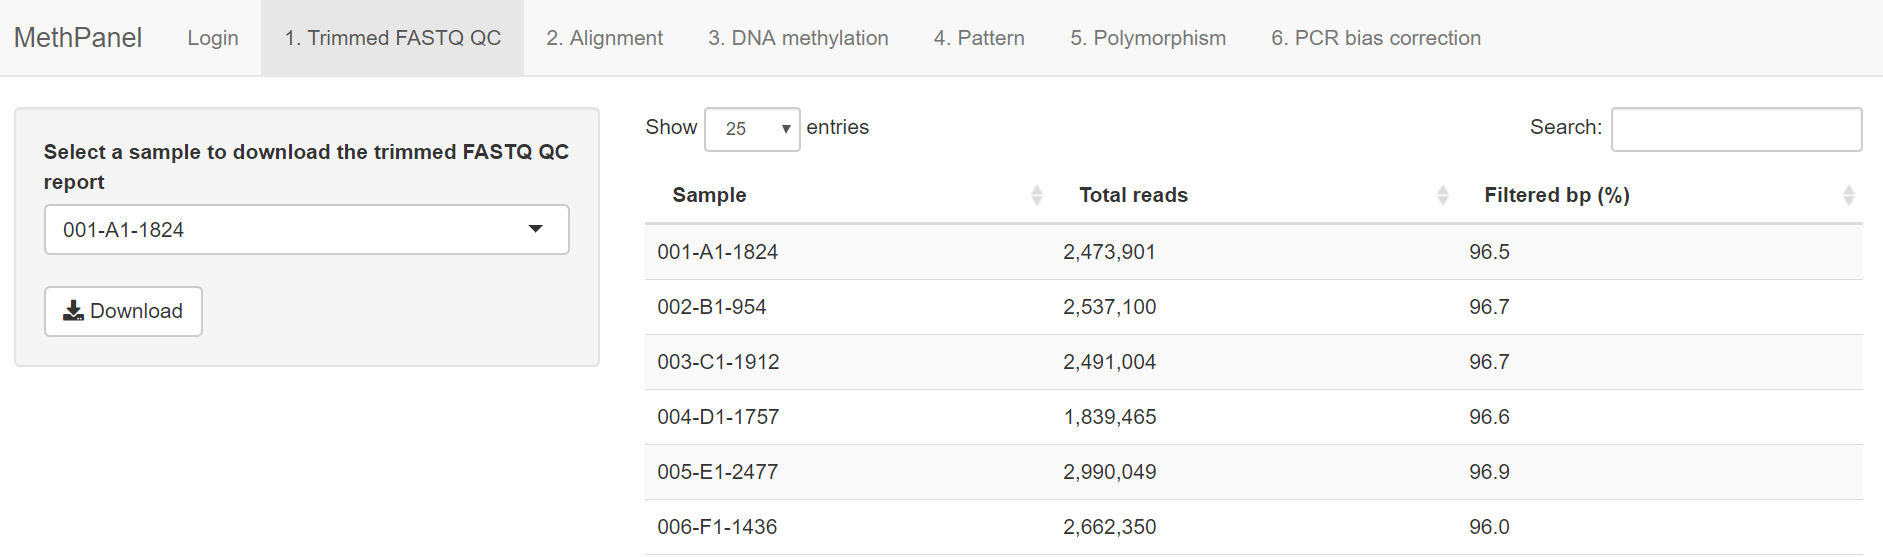 MethPanel Login 1. Trimmed FASTQ QC 2. Alignment 3. DNA methylation 4. Pattern 5. Polymorphism 6. PCR bias correction
Select a sample to download the trimmed FASTQ QC
report
001-A1-1824
Download
Show 25 entries Search:
Sample Total reads Filtered bp (%)
001-A1-1824 2,473,901 96.5
002-B1-954 2,537,100 96.7
003-C1-1912 2,491,004 96.7
004-D1-1757 1,839,465 96.6
005-E1-2477 2,990,049 96.9
006-F1-1436 2,662,350 96.0